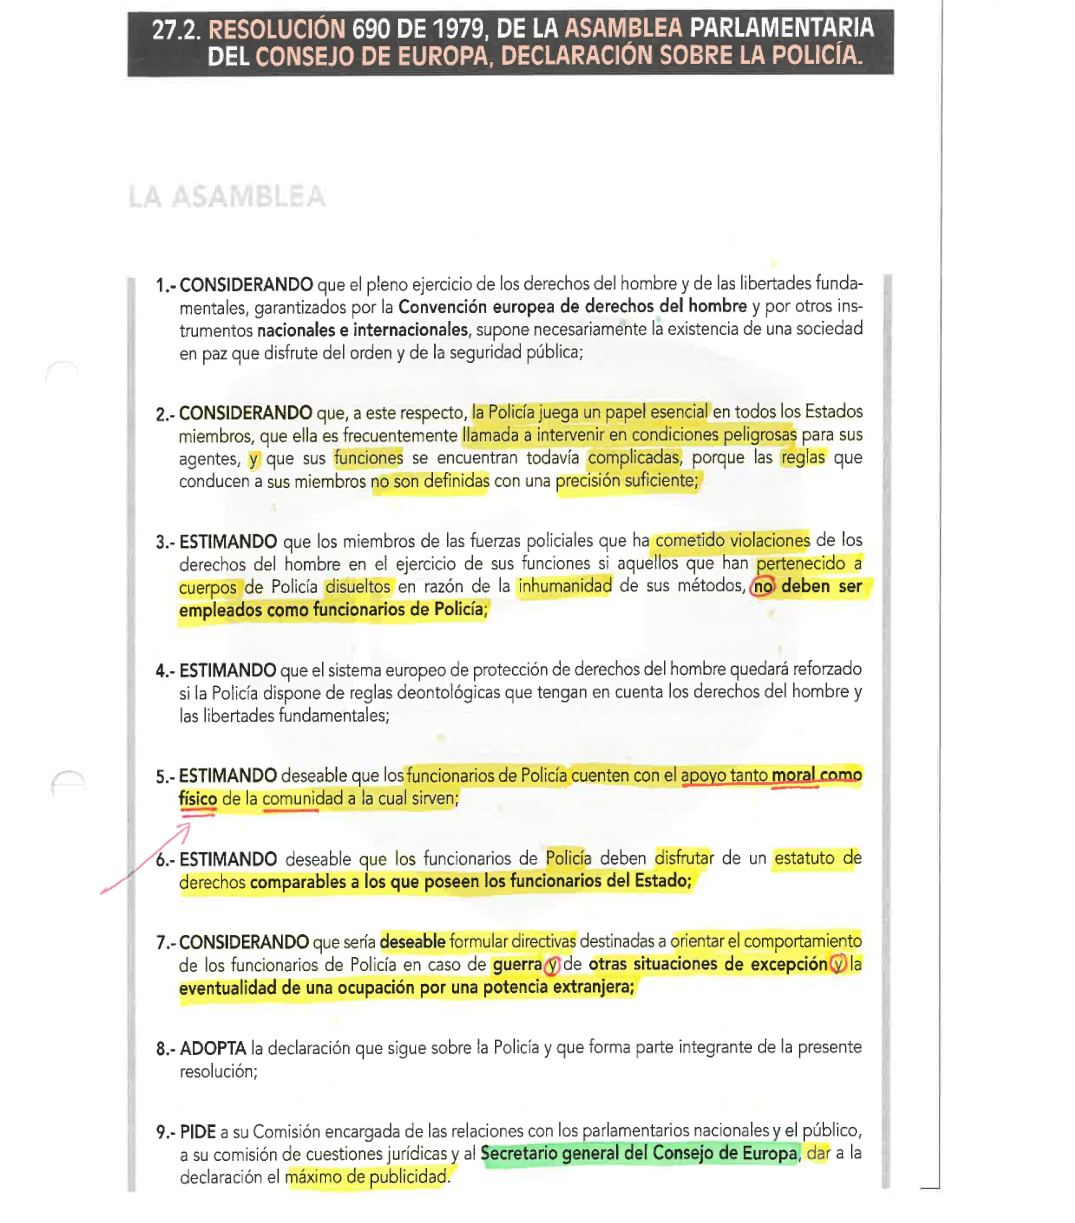 27.2. RESOLUCIÓN 690 DE 1979, DE LA ASAMBLEA PARLAMENTARIA
DEL CONSEJO DE EUROPA, DECLARACIÓN SOBRE LA POLICÍA.
LA ASAMBLEA
1.- CONSIDERANDO que el pleno ejercicio de los derechos del hombre y de las libertades funda-
mentales, garantizados por la Convención europea de derechos del hombre y por otros ins-
trumentos nacionales e internacionales, supone necesariamente la existencia de una sociedad
en paz que disfrute del orden y de la seguridad pública;
2.- CONSIDERANDO que, a este respecto, la Policía juega un papel esencial en todos los Estados
miembros, que ella es frecuentemente llamada a intervenir en condiciones peligrosas para sus
agentes, y que sus funciones se encuentran todavía complicadas, porque las reglas que
conducen a sus miembros no son definidas con una precisión suficiente;
3.- ESTIMANDO que los miembros de las fuerzas policiales que ha cometido violaciones de los
derechos del hombre en el ejercicio de sus funciones si aquellos que han pertenecido a
cuerpos de Policía disueltos en razón de la inhumanidad de sus métodos, no deben ser
empleados como funcionarios de Policía;
4.- ESTIMANDO que el sistema europeo de protección de derechos del hombre quedará reforzado
si la Policía dispone de reglas deontológicas que tengan en cuenta los derechos del hombre y
las libertades fundamentales;
5.- ESTIMANDO deseable que los funcionarios de Policía cuenten con el apoyo tanto moral como
físico de la comunidad a la cual sirven;
6.- ESTIMANDO deseable que los funcionarios de Policía deben disfrutar de un estatuto de
derechos comparables a los que poseen los funcionarios del Estado;
7.- CONSIDERANDO que sería deseable formular directivas destinadas a orientar el comportamiento
de los funcionarios de Policía en caso de guerra y de otras situaciones de excepción y la
eventualidad de una ocupación por una potencia extranjera;
8.- ADOPTA la declaración que sigue sobre la Policía y que forma parte integrante de la presente
resolución;
9.- PIDE a su Comisión encargada de las relaciones con los parlamentarios nacionales y el público,
a su comisión de cuestiones jurídicas y al Secretario general del Consejo de Europa, dar a la
declaración el máximo de publicidad.